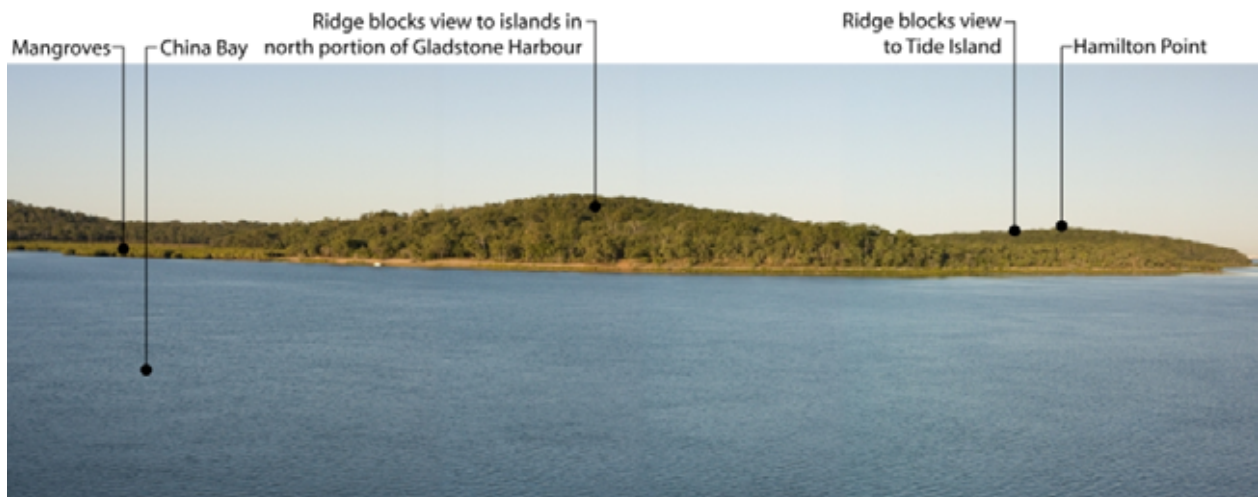 Mangroves
China Bay
Ridge blocks view to islands in
north portion of Gladstone Harbour
Ridge blocks view
to Tide Island
Hamilton Point